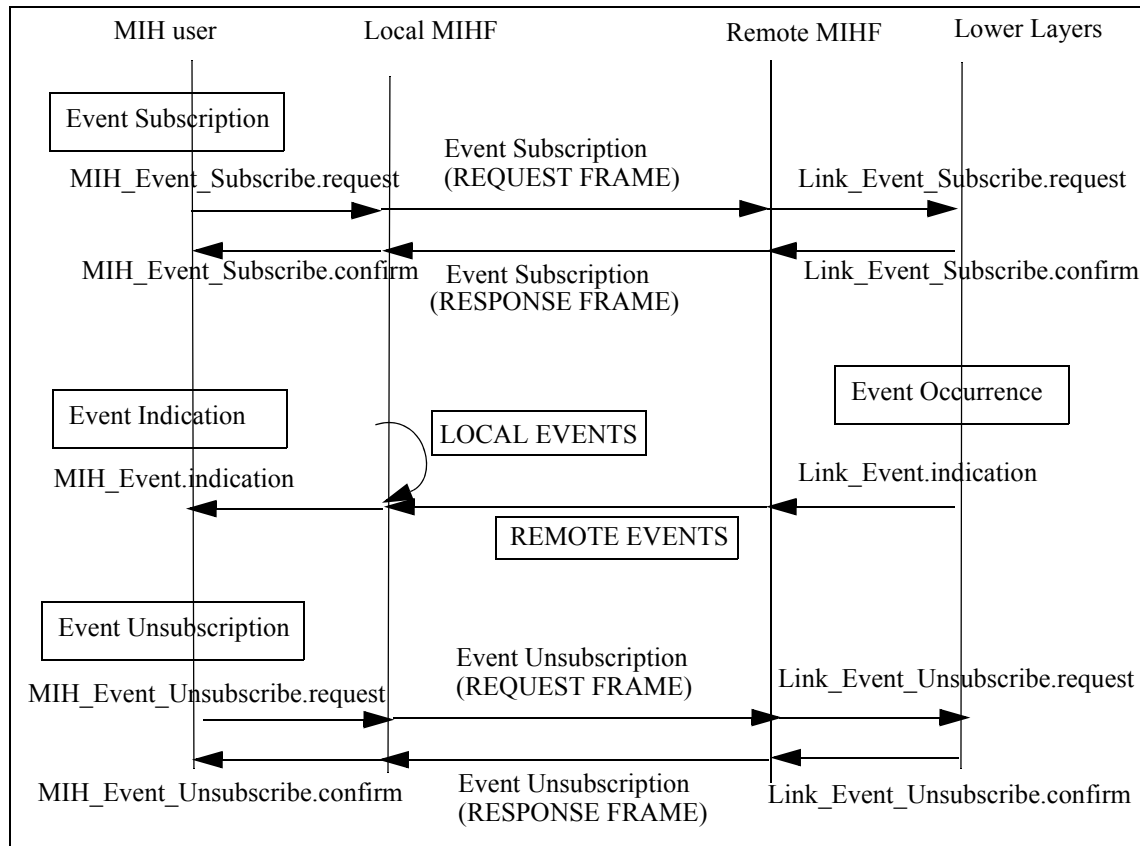 MIH user
Local MIHF
Remote MIHF
Lower Layers
Event Subscription
MIH_Event_Subscribe.request
Event Subscription
(REQUEST FRAME)
Link_Event_Subscribe.request
MIH_Event_Subscribe.confirm
Event Subscription
(RESPONSE FRAME)
Link_Event_Subscribe.confirm
Event Occurrence
Event Indication
LOCAL EVENTS
MIH_Event.indication
Link_Event.indication
REMOTE EVENTS
Event Unsubscription
MIH_Event_Unsubscribe.request
Event Unsubscription
(REQUEST FRAME)
Link_Event_Unsubscribe.request
MIH_Event_Unsubscribe.confirm
Event Unsubscription
(RESPONSE FRAME)
Link_Event_Unsubscribe.confirm